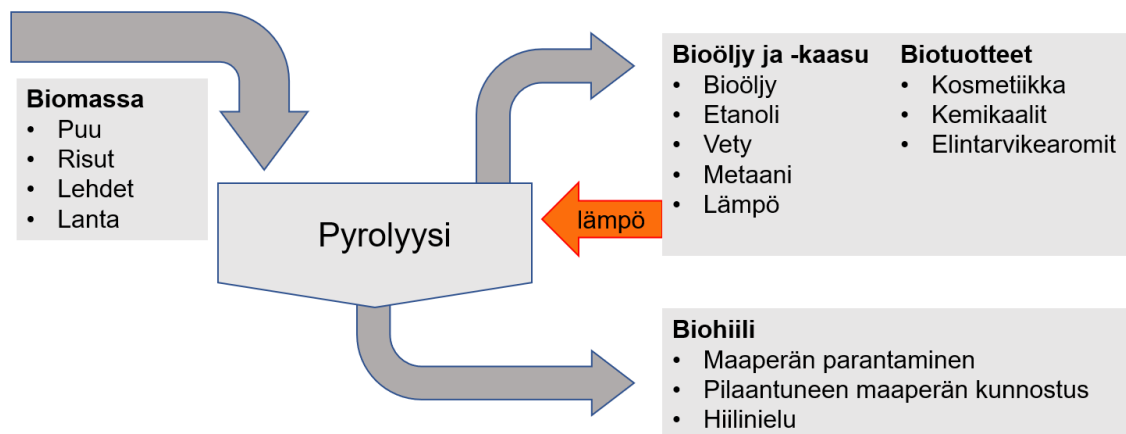 Biomassa
• Puu
• Risut
• Lehdet
• Lanta
Pyrolyysi
lämpö
Bioöljy ja -kaasu
• Bioöljy
• Etanoli
• Vety
• Metaani
• Lämpö
Biotuotteet
• Kosmetiikka
• Kemikaalit
• Elintarvikearomit
Biohiili
• Maaperän parantaminen
• Pilaantuneen maaperän kunnostus
• Hiilinielu